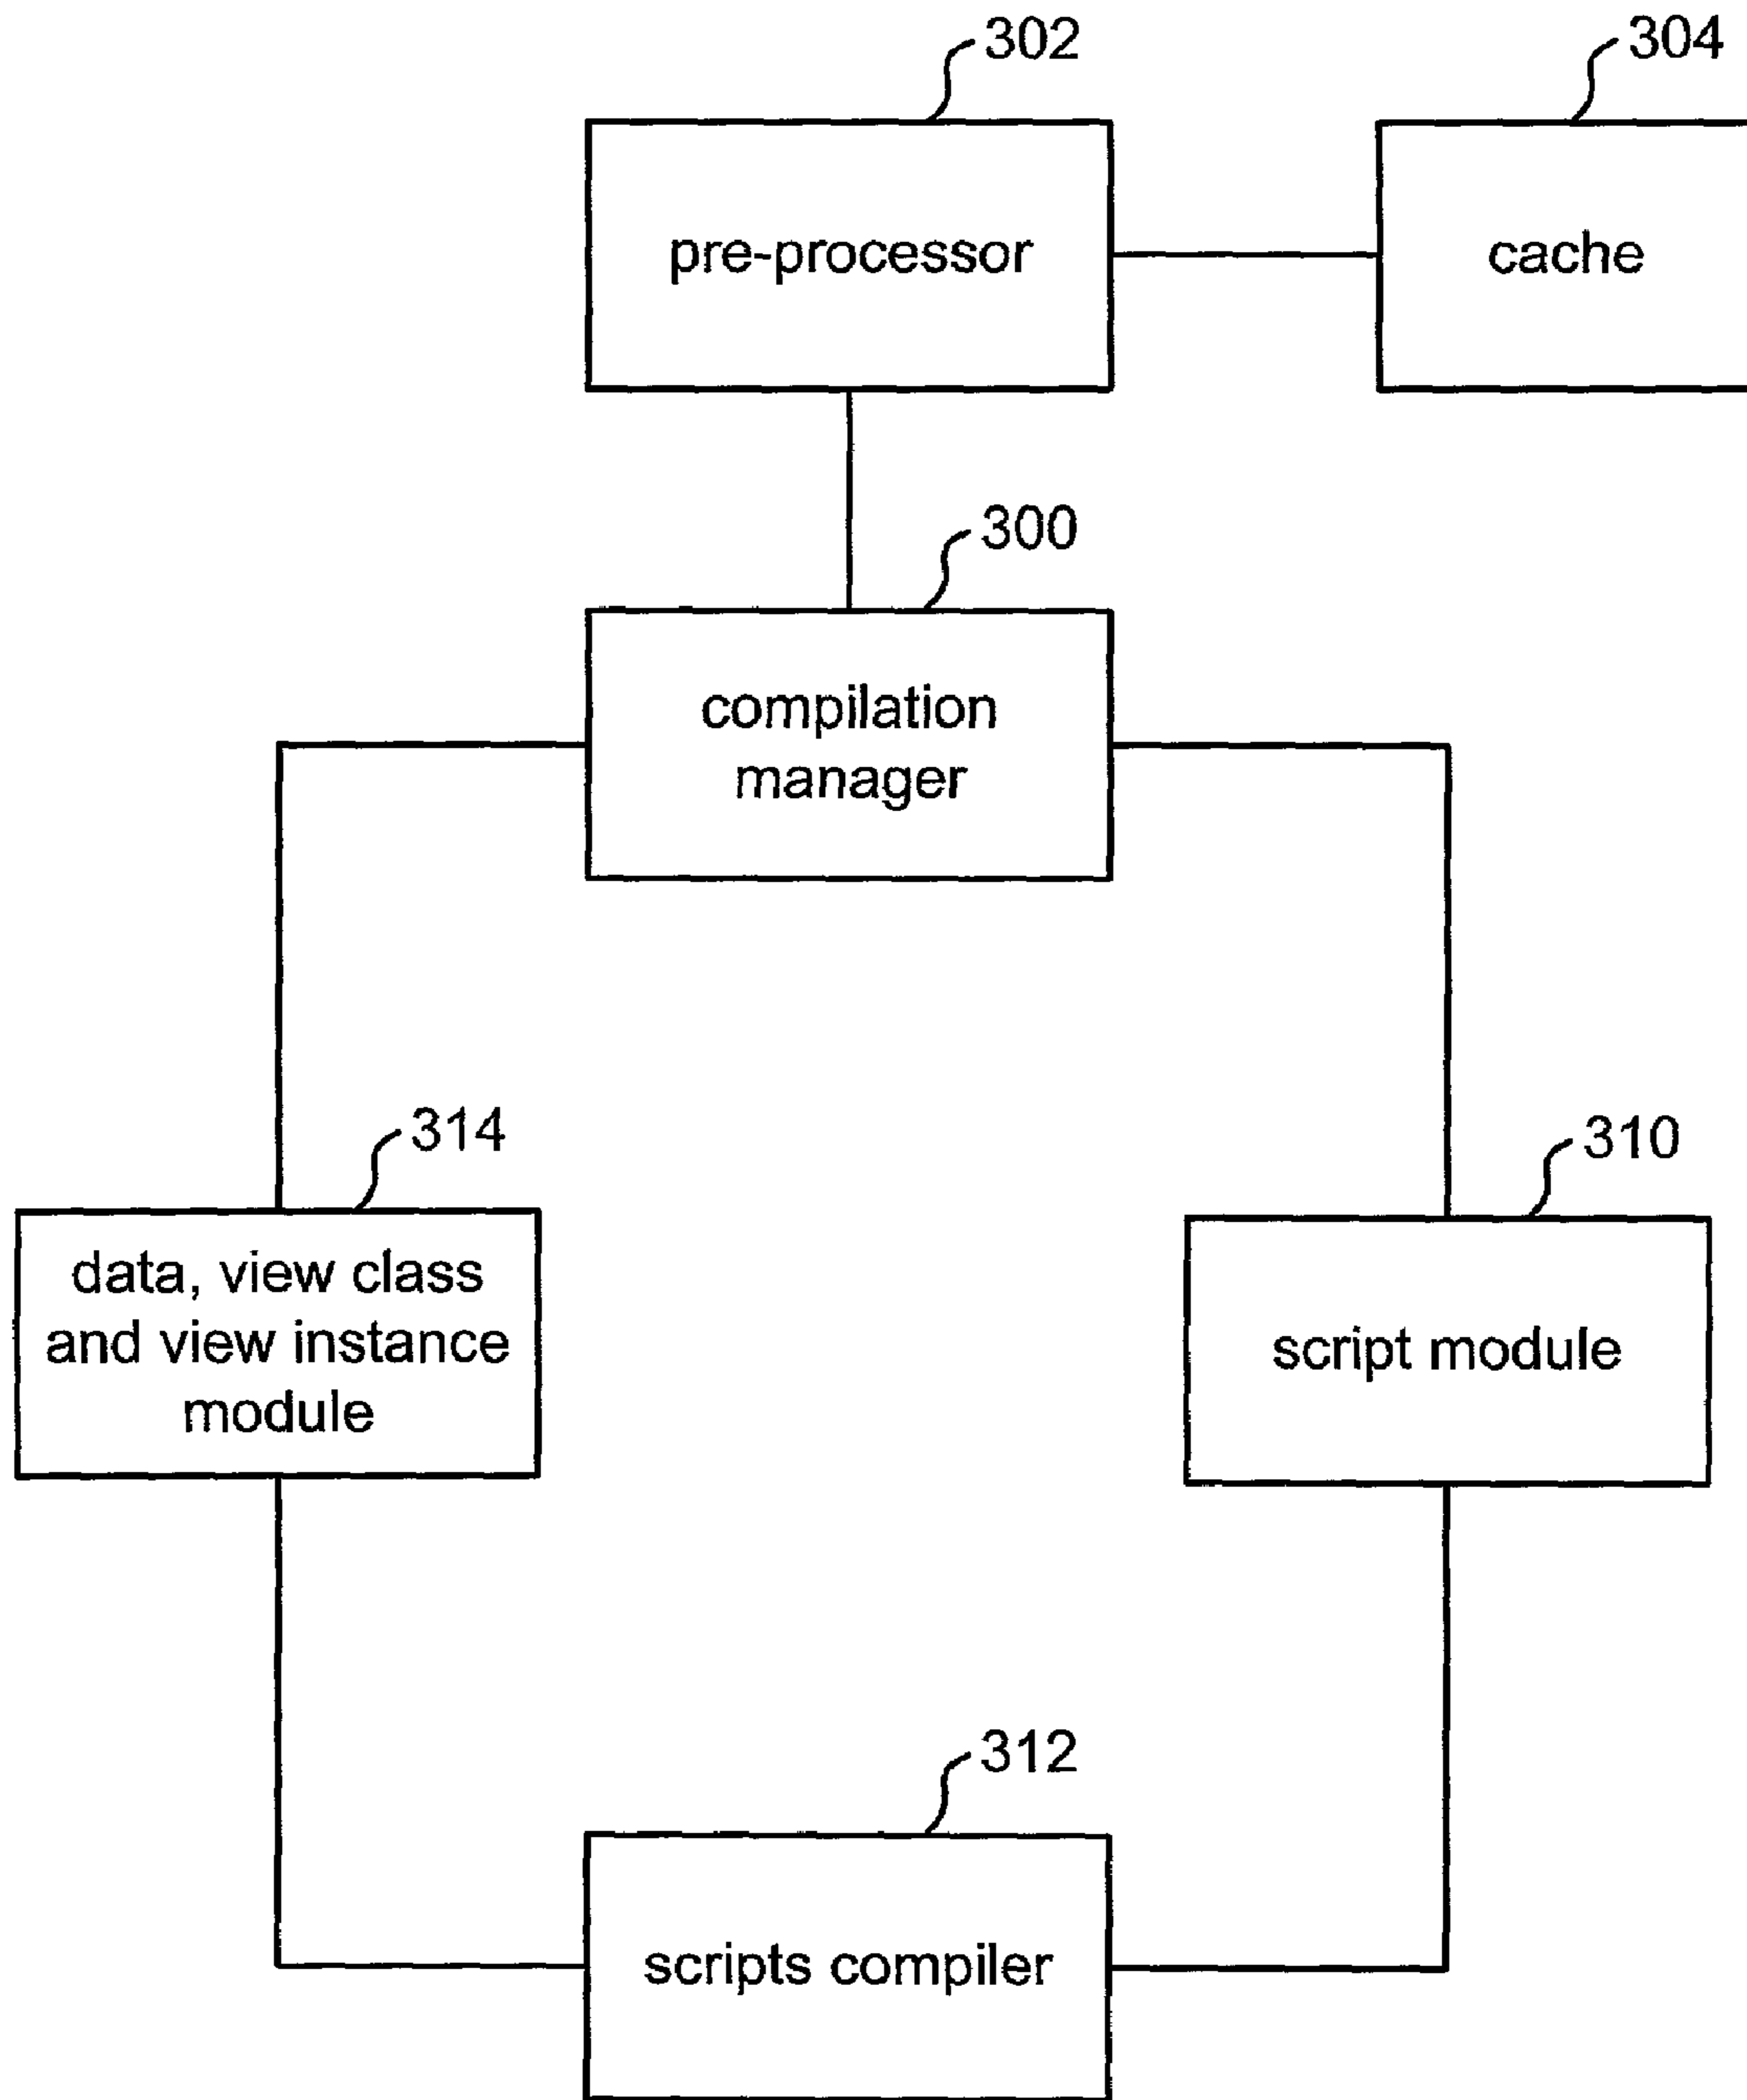 302
304
pre-processor
cache
300
compilation
manager
314
310
data, view class
and view instance
module
script module
312
scripts compiler